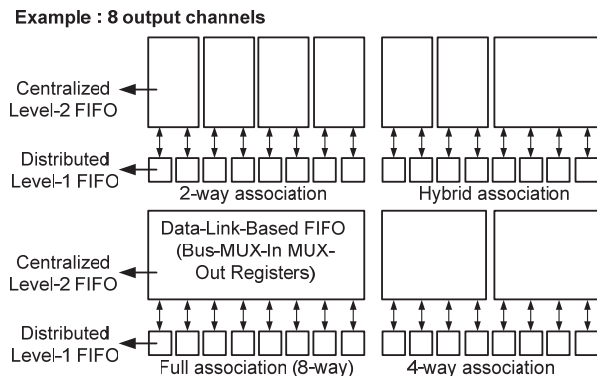 Example : 8 output channels
Centralized
Level-2 FIFO
Distributed
Level-1 FIFO
2-way association
Hybrid association
Data-Link-Based FIFO
(Bus-MUX-In MUX-
Out Registers)
Centralized
Level-2 FIFO
Distributed
Level-1 FIFO
Full association (8-way)
4-way association